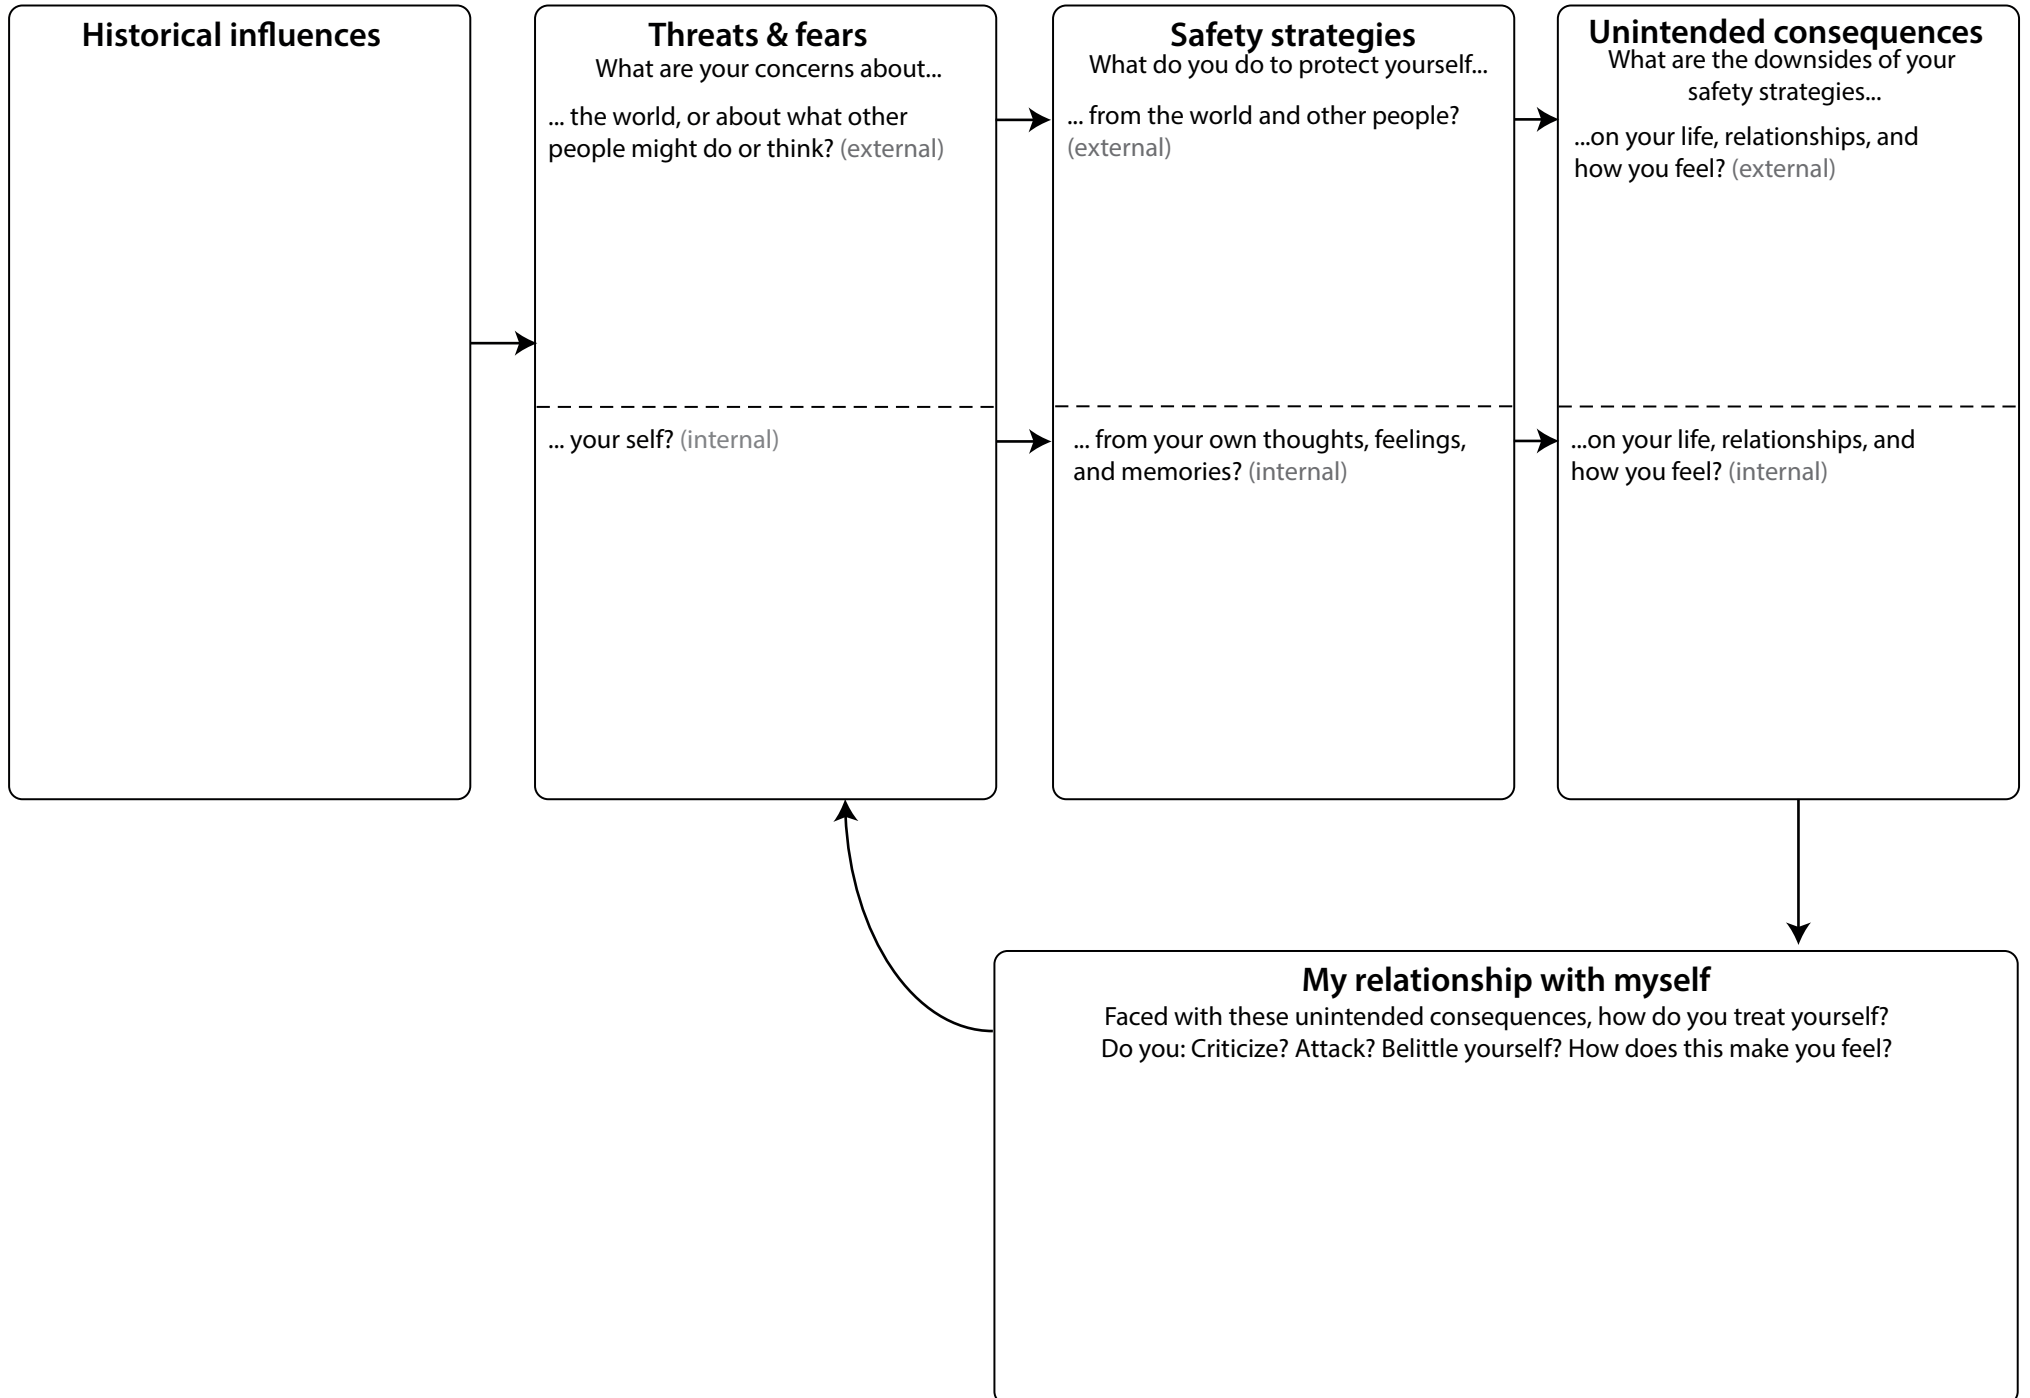 Historical influences
Threats & fears
What are your concerns about...
... the world, or about what other
people might do or think? (external)
... your self? (internal)
Safety strategies
What do you do to protect yourself...
... from the world and other people?
(external)
... from your own thoughts, feelings,
and memories? (internal)
Unintended consequences
What are the downsides of your
safety strategies...
...on your life, relationships, and
how you feel? (external)
...on your life, relationships, and
how you feel? (internal)
My relationship with myself
Faced with these unintended consequences, how do you treat yourself?
Do you: Criticize? Attack? Belittle yourself? How does this make you feel?